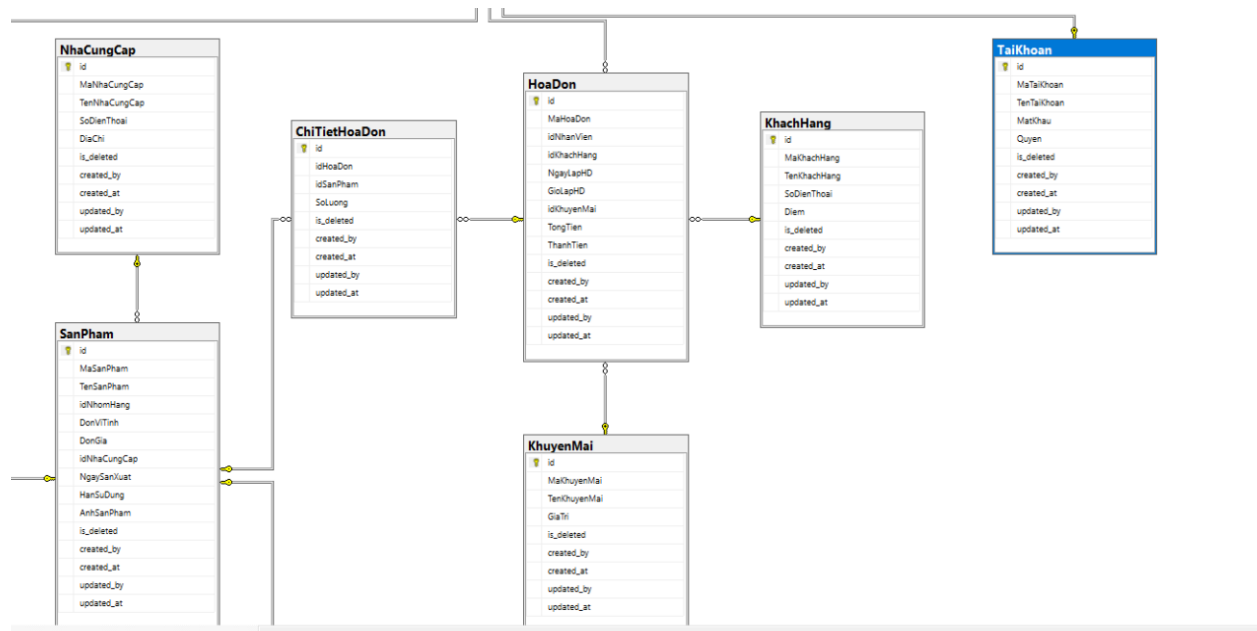 NhaCungCap
id
MaNhaCungCap
TenNhaCungCap
SoDienThoai
DiaChi
is_deleted
created_by
created_at
updated_by
updated_at
SanPham
id
MaSanPham
TenSanPham
idNhomHang
DonViTinh
DonGia
idNhaCungCap
NgaySanXuat
HanSuDung
AnhSanPham
is_deleted
created_by
created_at
updated_by
updated_at
ChiTietHoaDon
id
idHoaDon
idSanPham
SoLuong
is_deleted
created_by
created_at
updated_by
updated_at
HoaDon
id
MaHoaDon
idNhanVien
idKhachHang
NgayLapHD
GioLapHD
idKhuyenMai
TongTien
ThanhTien
is_deleted
created_by
created_at
updated_by
updated_at
KhuyenMai
id
MaKhuyenMai
TenKhuyenMai
GiaTri
is_deleted
created_by
created_at
updated_by
updated_at
KhachHang
id
MaKhachHang
TenKhachHang
SoDienThoai
Diem
is_deleted
created_by
created_at
updated_by
updated_at
TaiKhoan
id
MaTaiKhoan
TenTaiKhoan
MatKhau
Quyen
is_deleted
created_by
created_at
updated_by
updated_at